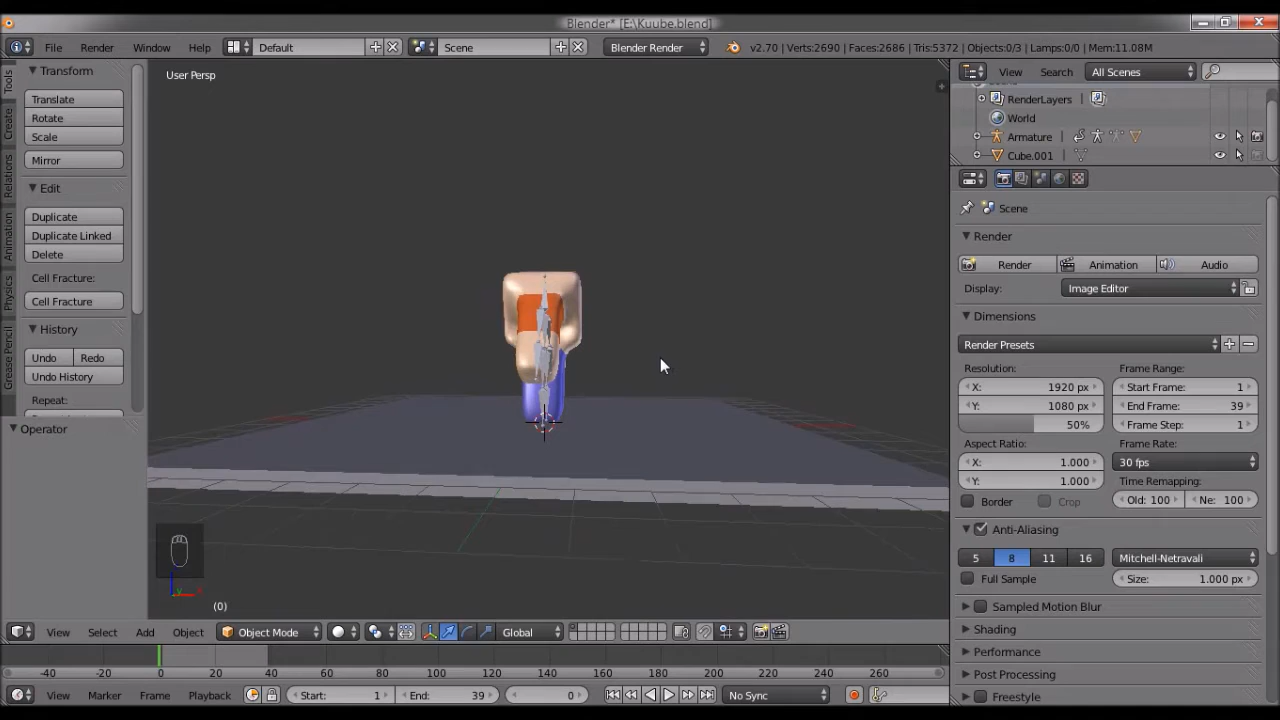 Blender* [E:\Kuube.blend]
File Render Window Help Default Scene Blender Render v2.70 | Verts:2690 | Faces:2686 | Tris:5372 | Objects:0/3 | Lamps:0/0 | Mem:11.08M
Tools
Create
Relations
Animation
Physics
Grease Pencil
Transform
Translate
Rotate
Scale
Mirror
Edit
Duplicate
Duplicate Linked
Delete
Cell Fracture:
Cell Fracture
History
Undo Redo
Undo History
Repeat:
Operator
User Persp
(0)
View Select Add Object Object Mode Global
-40 -20 0 20 40 60 80 100 120 140 160 180 200 220 240 260
View Marker Frame Playback Start: 1 End: 39 0 No Sync
View Search All Scenes
RenderLayers
World
Armature
Cube.001
Scene
Render
Render Animation Audio
Display: Image Editor
Dimensions
Render Presets
Resolution: Frame Range:
X: 1920 px Start Frame: 1
Y: 1080 px End Frame: 39
50% Frame Step: 1
Aspect Ratio: Frame Rate:
X: 1.000 30 fps
Y: 1.000 Time Remapping:
Border Crop Old: 100 Ne: 100
Anti-Aliasing
5 8 11 16 Mitchell-Netravali
Full Sample Size: 1.000 px
Sampled Motion Blur
Shading
Performance
Post Processing
Freestyle